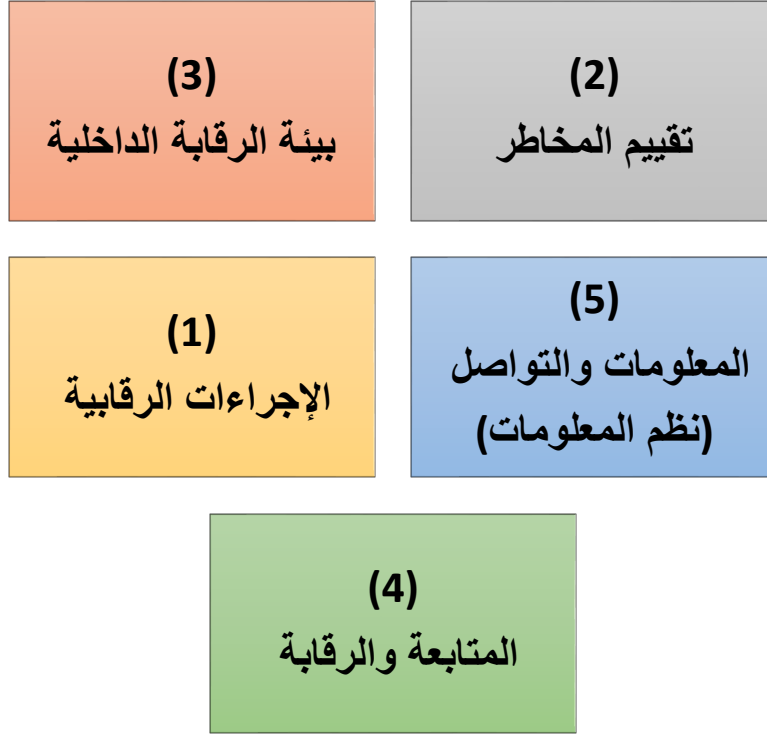 (2)
تقييم المخاطر
(3)
بيئة الرقابة الداخلية
(5)
المعلومات والتواصل
(نظم المعلومات)
(1)
الإجراءات الرقابية
(4)
المتابعة والرقابة